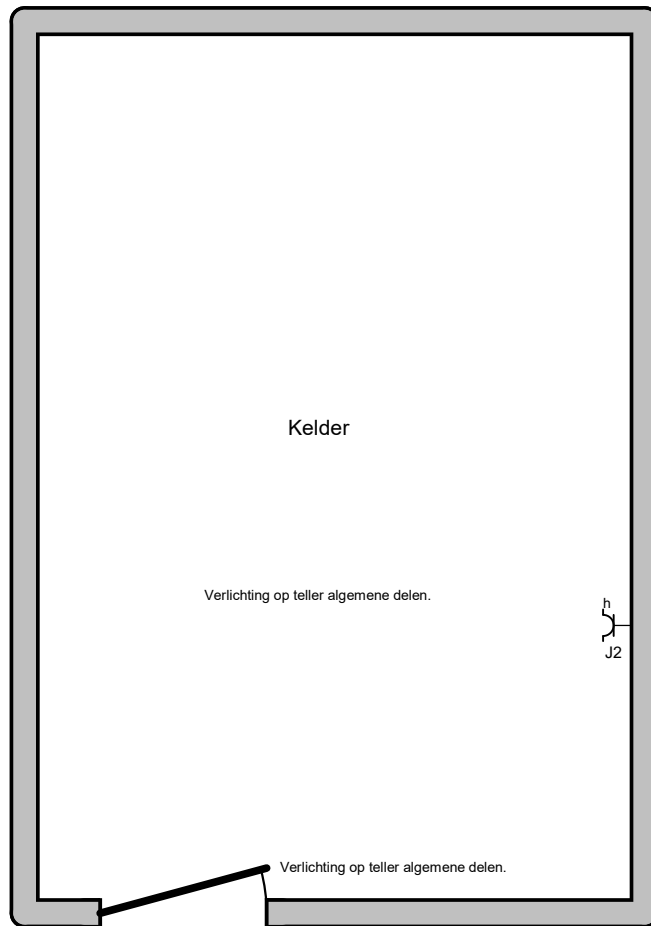 Kelder
Verlichting op teller algemene delen.
h
J2
Verlichting op teller algemene delen.